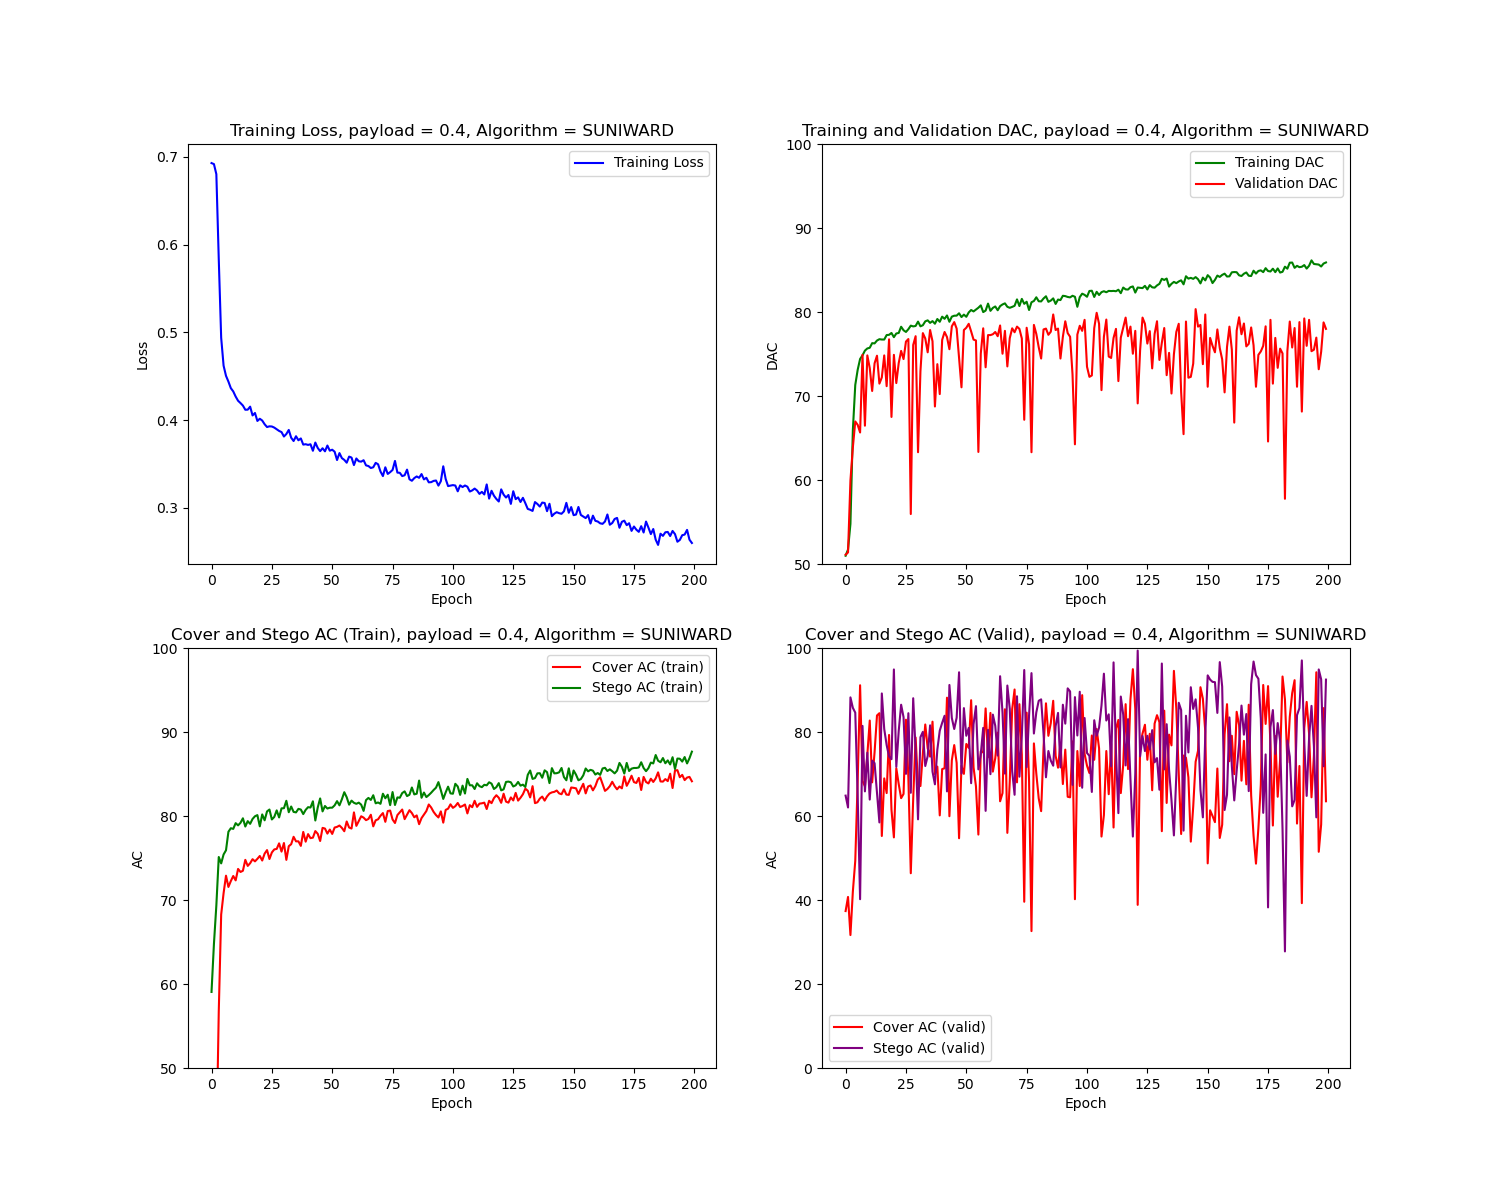 Training Loss, payload = 0.4, Algorithm = SUNIWARD
Training Loss
0.7
0.6
0.5
0.4
0.3
Loss
0 25 50 75 100 125 150 175 200
Epoch
Training and Validation DAC, payload = 0.4, Algorithm = SUNIWARD
Training DAC
Validation DAC
100
90
80
70
60
50
DAC
0 25 50 75 100 125 150 175 200
Epoch
Cover and Stego AC (Train), payload = 0.4, Algorithm = SUNIWARD
Cover AC (train)
Stego AC (train)
100
90
80
70
60
50
AC
0 25 50 75 100 125 150 175 200
Epoch
Cover and Stego AC (Valid), payload = 0.4, Algorithm = SUNIWARD
100
80
60
40
20
0
AC
Cover AC (valid)
Stego AC (valid)
0 25 50 75 100 125 150 175 200
Epoch